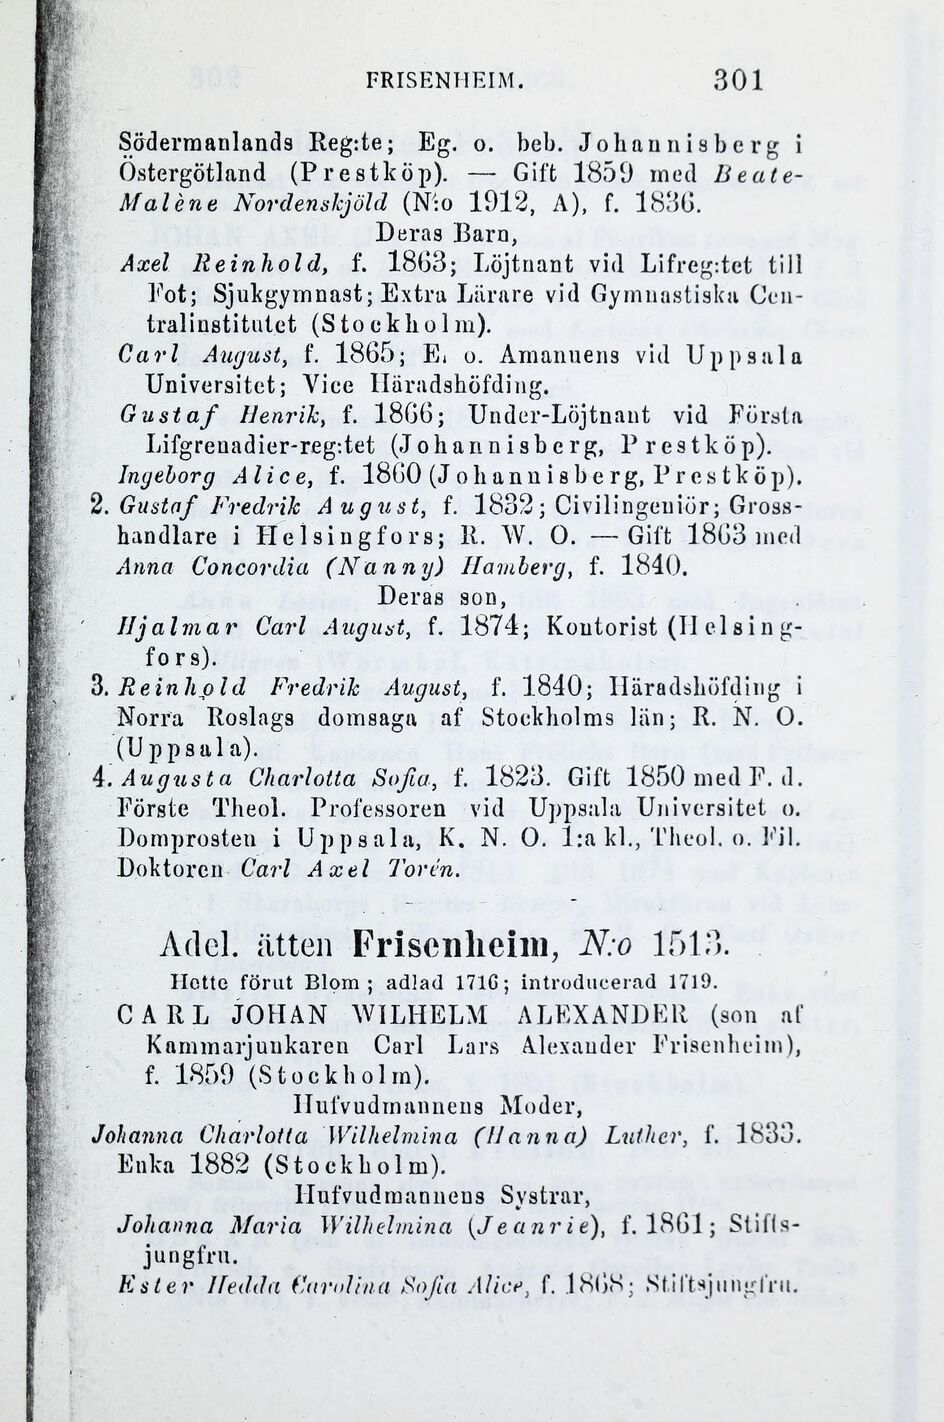 FRISENHEIM. 301
Södermanlands Reg:te; Eg. o. beb. Johannisberg i
Östergötland (Prestköp). — Gift 1859 med Beate-
Malène Nordenskjöld (N:o 1912, A), f. 1836.
Deras Barn,
Axel Reinhold, f. 1863; Löjtnant vid Lifreg:tet till
Fot; Sjukgymnast; Extra Lärare vid Gymnastiska Cen-
tralinstitutet (Stockholm).
Carl August, f. 1865; E. o. Amanuens vid Uppsala
Universitet; Vice Häradshöfding.
Gustaf Henrik, f. 1866; Under-Löjtnant vid Första
Lifgrenadier-reg:tet (Johannisberg, Prestköp).
Ingeborg Alice, f. 1860 (Johannisberg, Prestköp).
2. Gustaf Fredrik August, f. 1832; Civilingeniör; Gross-
handlare i Helsingfors; R. W. O. — Gift 1863 med
Anna Concordia (Nanny) Hamberg, f. 1840.
Deras son,
Hjalmar Carl August, f. 1874; Kontorist (Helsing-
fors).
3. Reinhold Fredrik August, f. 1840; Häradshöfding i
Norra Roslags domsaga af Stockholms län; R. N. O.
(Uppsala).
4. Augusta Charlotta Sofia, f. 1823. Gift 1850 med F. d.
Förste Theol. Professoren vid Uppsala Universitet o.
Domprosten i Uppsala, K. N. O. 1:a kl., Theol. o. Fil.
Doktoren Carl Axel Torén.
Adel. ätten Frisenheim, N:o 1513.
Hette förut Blom; adlad 1716; introducerad 1719.
CARL JOHAN WILHELM ALEXANDER (son af
Kammarjunkaren Carl Lars Alexander Frisenheim),
f. 1859 (Stockholm).
Hufvudmannens Moder,
Johanna Charlotta Wilhelmina (Hanna) Luther, f. 1833.
Enka 1882 (Stockholm).
Hufvudmannens Systrar,
Johanna Maria Wilhelmina (Jeanrie), f. 1861; Stifts-
jungfru.
Ester Hedda Carolina Sofia Alice, f. 1868; Stiftsjungfru.